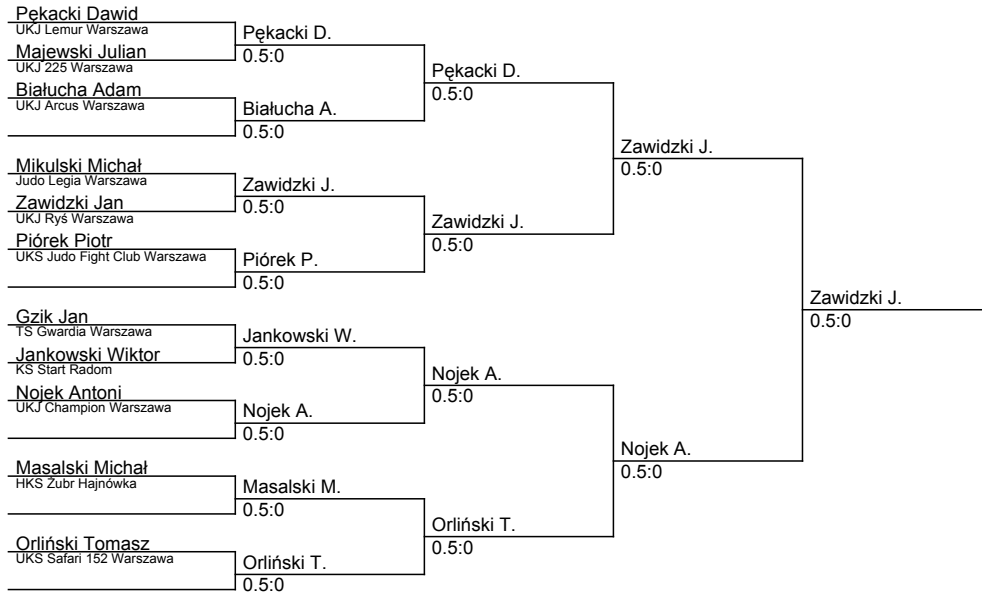 Pękacki Dawid
UKJ Lemur Warszawa
Majewski Julian
UKJ 225 Warszawa
Białucha Adam
UKJ Arcus Warszawa
Mikulski Michał
Judo Legia Warszawa
Zawidzki Jan
UKJ Ryś Warszawa
Piórek Piotr
UKS Judo Fight Club Warszawa
Gzik Jan
TS Gwardia Warszawa
Jankowski Wiktor
KS Start Radom
Nojek Antoni
UKJ Champion Warszawa
Masalski Michał
HKS Żubr Hajnówka
Orliński Tomasz
UKS Safari 152 Warszawa
Pękacki D.
0.5:0
Białucha A.
0.5:0
Zawidzki J.
0.5:0
Piórek P.
0.5:0
Jankowski W.
0.5:0
Nojek A.
0.5:0
Masalski M.
0.5:0
Orliński T.
0.5:0
Pękacki D.
0.5:0
Zawidzki J.
0.5:0
Nojek A.
0.5:0
Orliński T.
0.5:0
Zawidzki J.
0.5:0
Nojek A.
0.5:0
Zawidzki J.
0.5:0